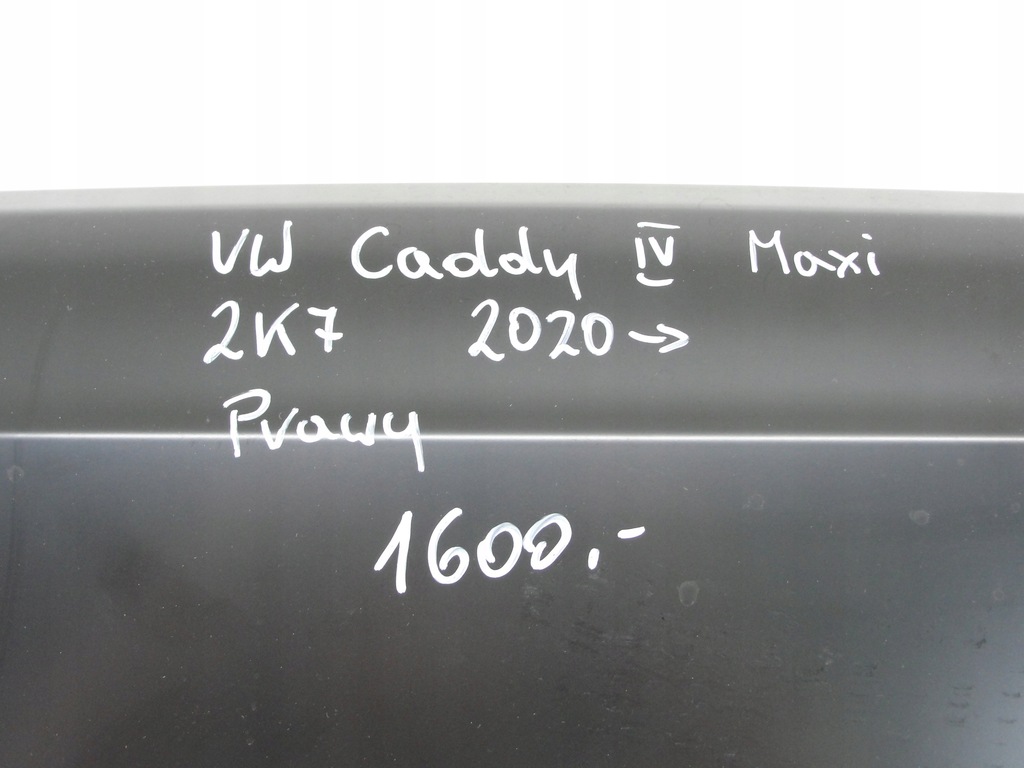 VW Caddy IV Maxi
2K7 2020→
Prawy
1600.-